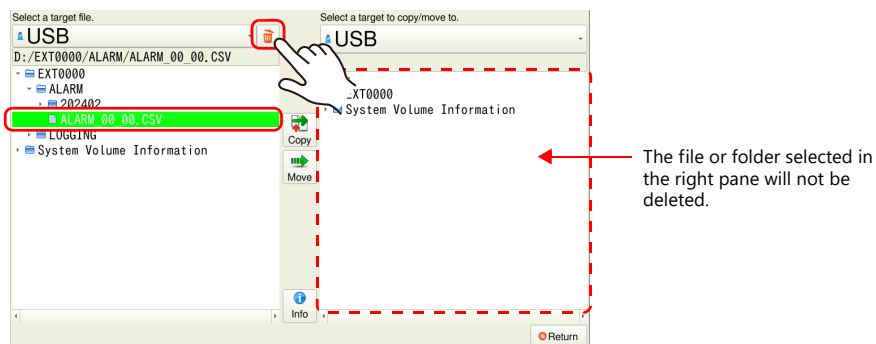 Select a target file.
USB
D:/EXT0000/ALARM/ALARM_00_00.CSV
EXT0000
ALARM
202402
ALARM_00_00.CSV
LOGGING
System Volume Information
Copy
Move
Info
Select a target to copy/move to.
USB
EXT0000
System Volume Information
Return
The file or folder selected in
the right pane will not be
deleted.